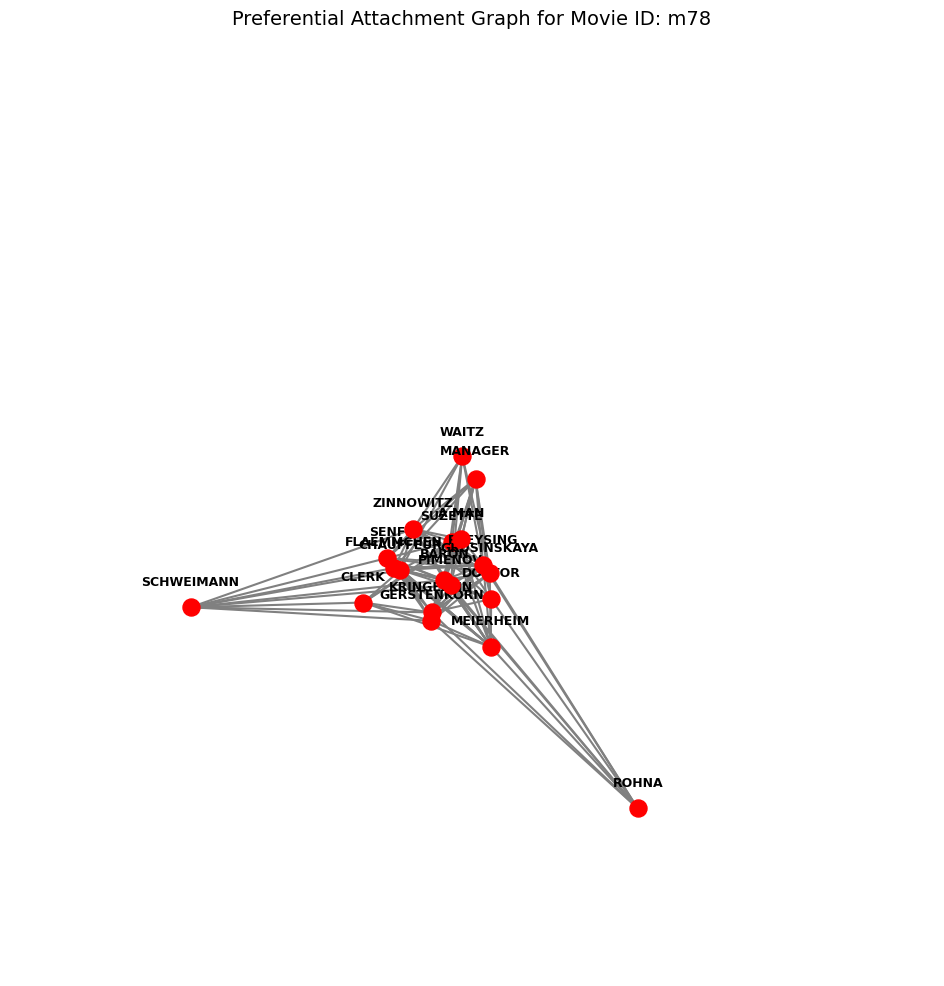 Preferential Attachment Graph for Movie ID: m78
WAITZ
MANAGER
ZINNOWITZ
A MAN
SUZETTE
SENF
PREYSING
FLAEMMCHEN
CHAUFFEUR
GRUSINSKAYA
BARON
PIMENOV
DOCTOR
CLERK
SCHWEIMANN
KRINGELEIN
GERSTENKORN
MEIERHEIM
ROHNA